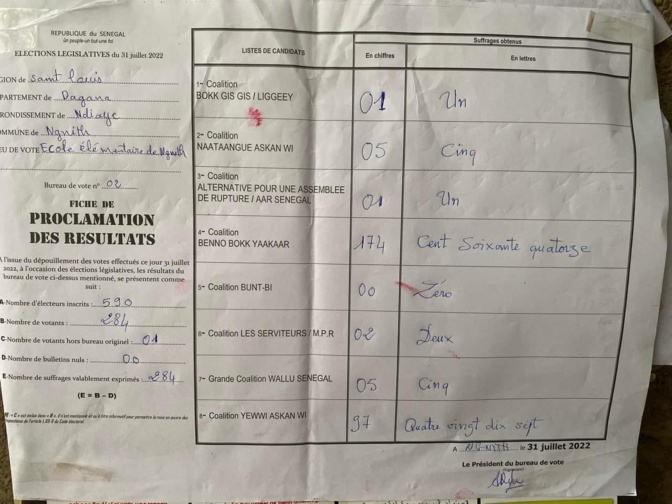 REPUBLIQUE DU SENEGAL
Un peuple-un but-une foi
ELECTIONS LEGISLATIVES du 31 juillet 2022
GION de Saint Louis
PARTEMENT de Dagana
RONDISSEMENT de Ndiaye
OMMUNE de Ngnith
EU DE VOTE Ecole élémentaire de Ngnith
Bureau de vote n° 02
FICHE DE
PROCLAMATION
DES RESULTATS
A l'issue du dépouillement des votes effectués ce jour 31 juillet
2022, à l'occasion des élections législatives, les résultats du
bureau de vote ci-dessus mentionné, se présentent comme
suit :
A-Nombre d'électeurs inscrits : 590
B-Nombre de votants : 284
C-Nombre de votants hors bureau originel : 01
D-Nombre de bulletins nuls : 00
E-Nombre de suffrages valablement exprimés : 284
(E = B – D)
LISTES DE CANDIDATS
Suffrages obtenus
En chiffres
En lettres
1- Coalition
BOKK GIS GIS / LIGGEEY
01
Un
2- Coalition
NAATAANGUE ASKAN WI
05
Cinq
3- Coalition
ALTERNATIVE POUR UNE ASSEMBLEE
DE RUPTURE / AAR SENEGAL
01
Un
4- Coalition
BENNO BOKK YAAKAAR
174
Cent Soixante quatorze
5- Coalition BUNT-BI
00
Zéro
6- Coalition LES SERVITEURS / M.P.R
02
Deux
7- Grande Coalition WALLU SENEGAL
05
Cinq
8- Coalition YEWWI ASKAN WI
97
Quatre vingt dix sept
A NGNITH le 31 juillet 2022
Le Président du bureau de vote